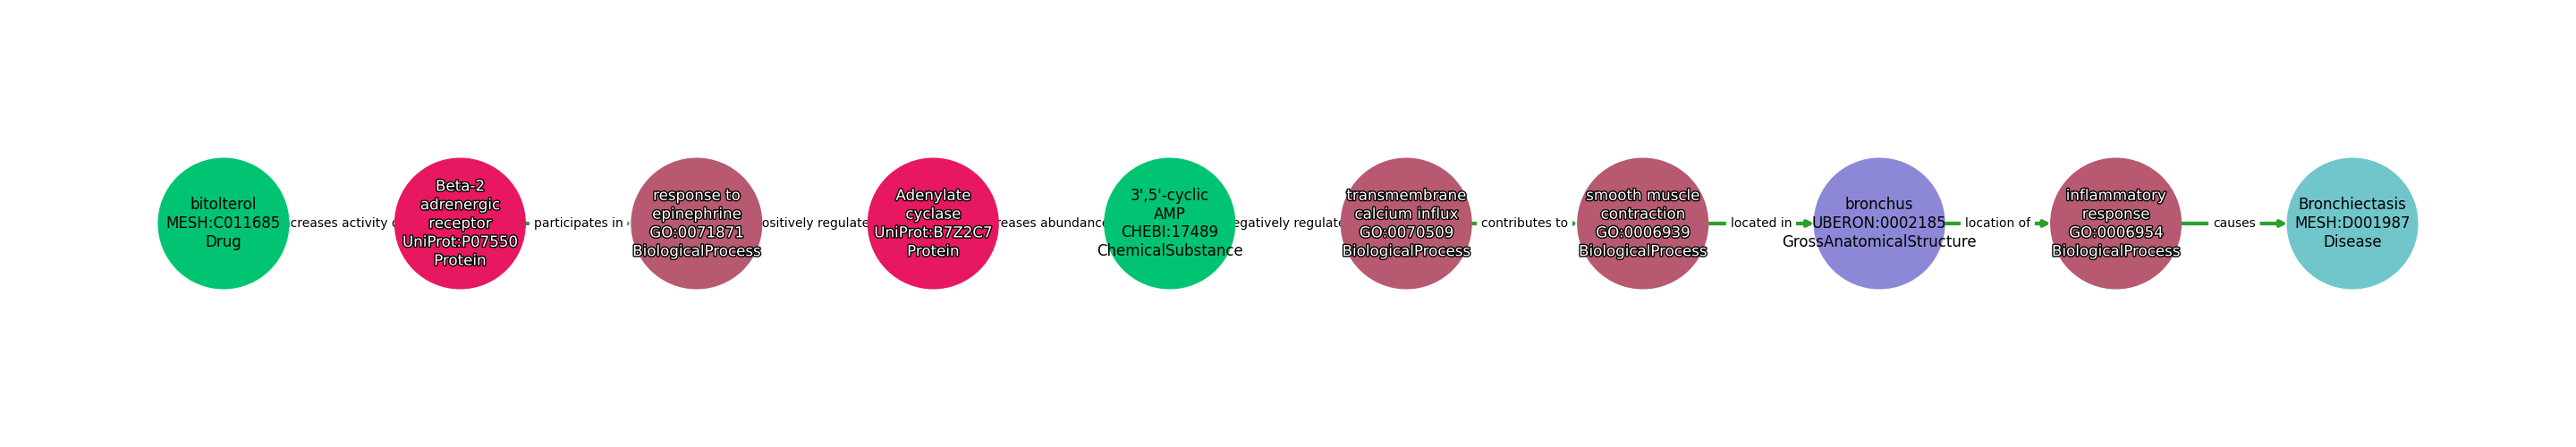 bitolterol
MESH:C011685
Drug
creases activity
Beta-2
adrenergic
receptor
UniProt:P07550
Protein
participates in
response to
epinephrine
GO:0071871
BiologicalProcess
ositively regulate
Adenylate
cyclase
UniProt:B7Z2C7
Protein
reases abundance
3',5'-cyclic
AMP
CHEBI:17489
ChemicalSubstance
egatively regulate
transmembrane
calcium influx
GO:0070509
BiologicalProcess
contributes to
smooth muscle
contraction
GO:0006939
BiologicalProcess
located in
bronchus
UBERON:0002185
GrossAnatomicalStructure
location of
inflammatory
response
GO:0006954
BiologicalProcess
causes
Bronchiectasis
MESH:D001987
Disease